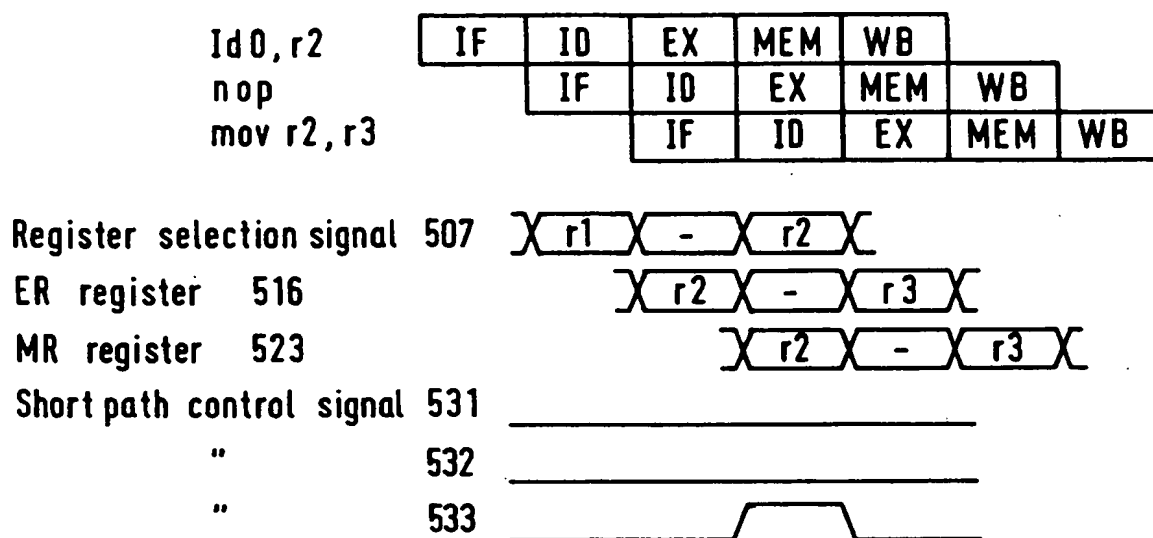 Id 0, r2 IF ID EX MEM WB
nop IF ID EX MEM WB
mov r2, r3 IF ID EX MEM WB
Register selection signal 507 r1 - r2
ER register 516 r2 - r3
MR register 523 r2 - r3
Short path control signal 531
" 532
" 533